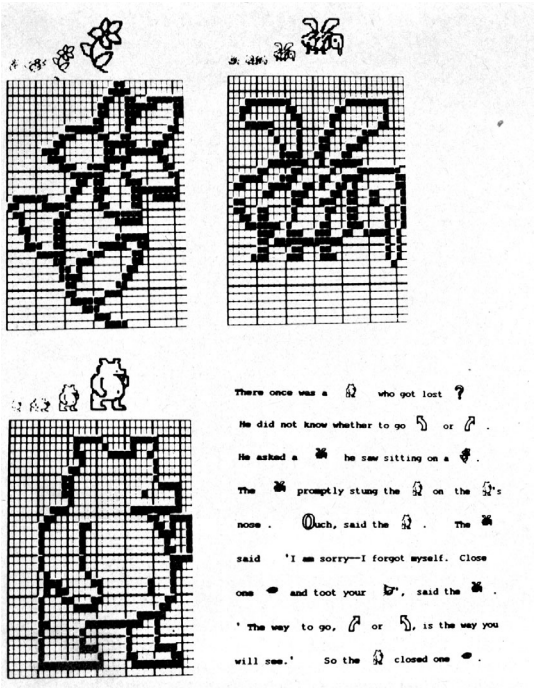 There once was a who got lost ?
He did not know whether to go or .
He asked a he saw sitting on a .
The promptly stung the on the 's
nose . Ouch, said the . The
said 'I am sorry--I forgot myself. Close
one and toot your ", said the .
' The way to go, or , is the way you
will see.' So the closed one .